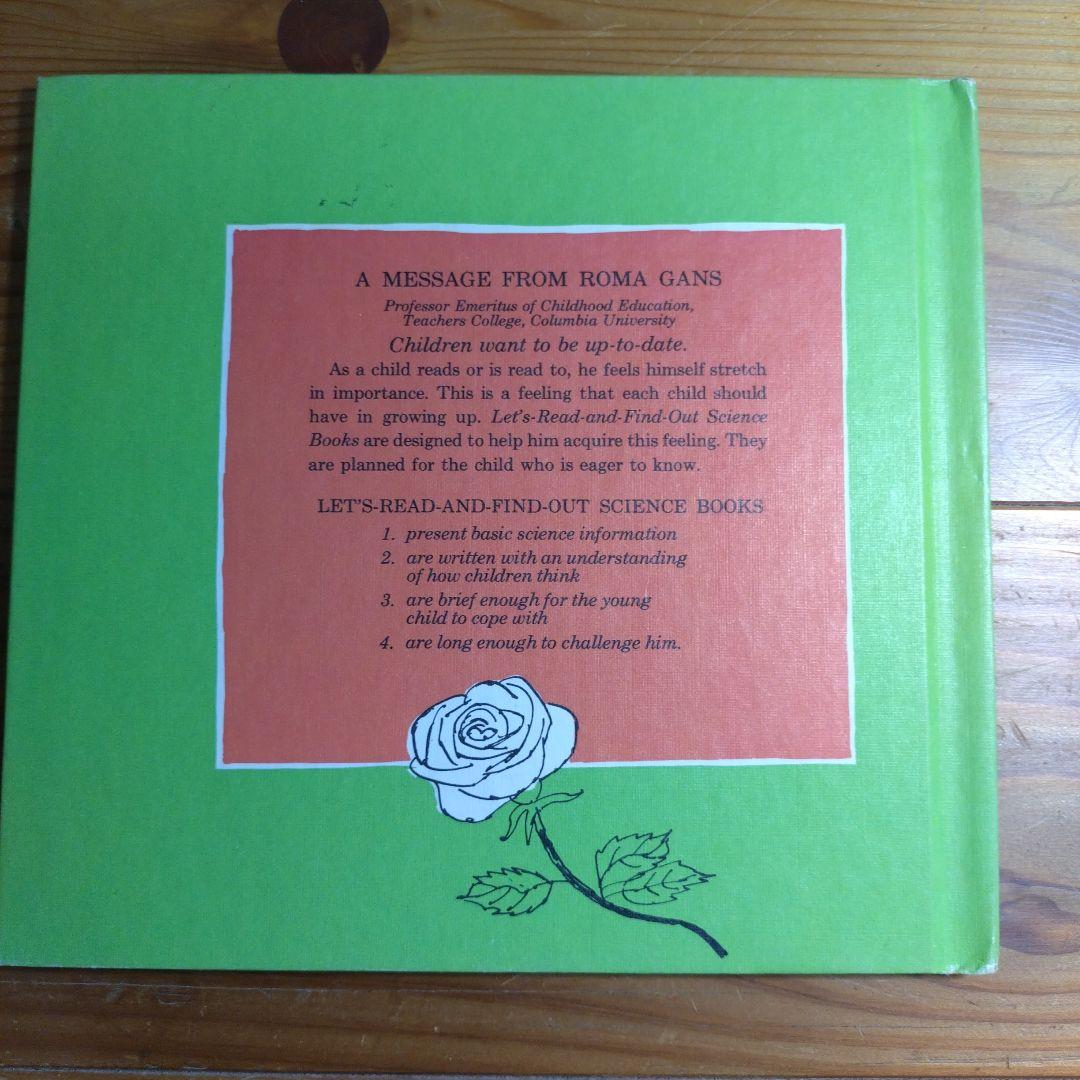 A MESSAGE FROM ROMA GANS
Professor Emeritus of Childhood Education,
Teachers College, Columbia University
Children want to be up-to-date.
As a child reads or is read to, he feels himself stretch
in importance. This is a feeling that each child should
have in growing up. Let's-Read-and-Find-Out Science
Books are designed to help him acquire this feeling. They
are planned for the child who is eager to know.
LET'S-READ-AND-FIND-OUT SCIENCE BOOKS
1. present basic science information
2. are written with an understanding
of how children think
3. are brief enough for the young
child to cope with
4. are long enough to challenge him.